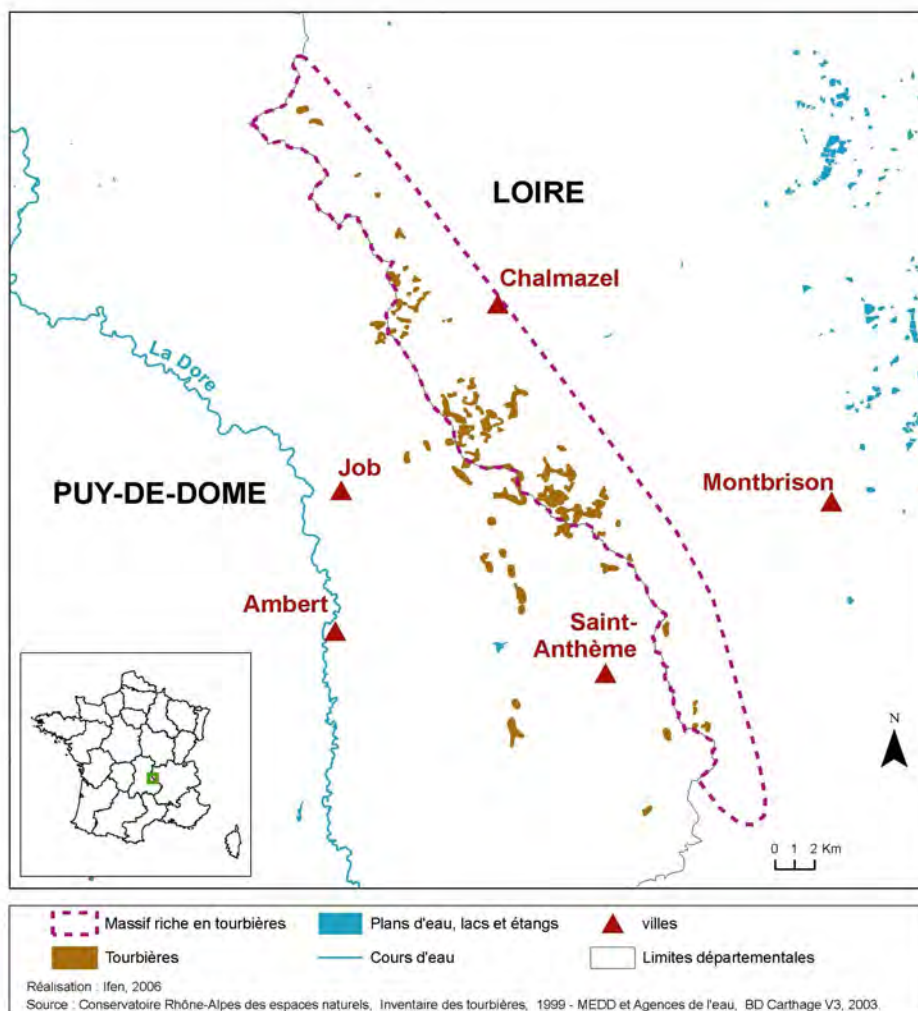 LOIRE
Chalmazel
La Dore
Job
PUY-DE-DOME
Montbrison
Ambert
Saint-
Anthème
N
0 1 2 Km
Massif riche en tourbières
Plans d'eau, lacs et étangs
villes
Tourbières
Cours d'eau
Limites départementales
Réalisation : Ifen, 2006
Source : Conservatoire Rhône-Alpes des espaces naturels, Inventaire des tourbières, 1999 - MEDD et Agences de l'eau, BD Carthage V3, 2003.